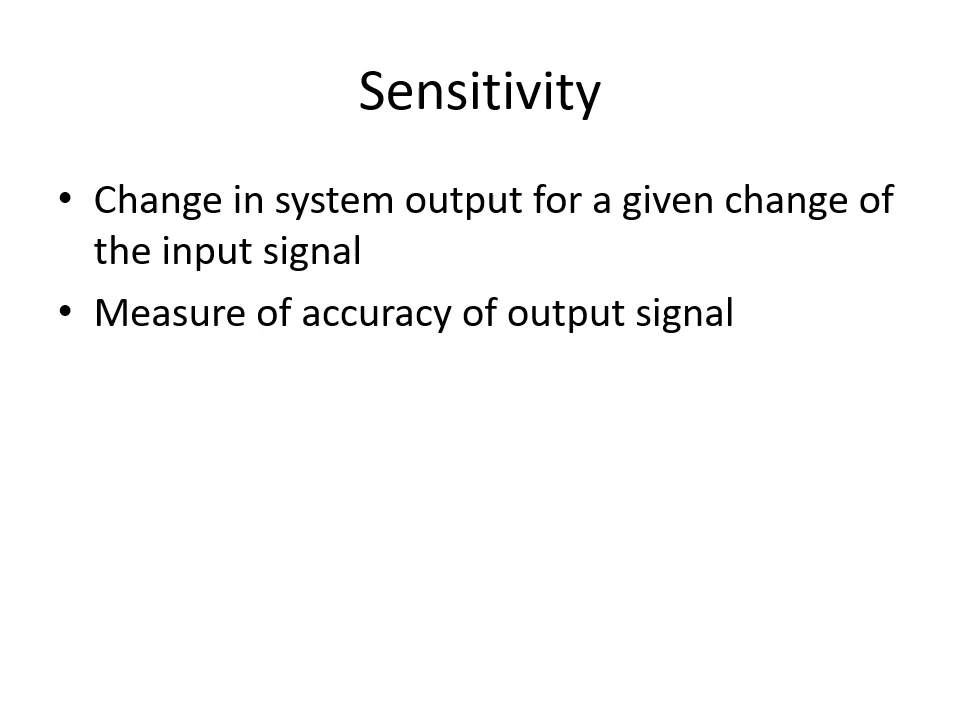 Sensitivity
• Change in system output for a given change of
the input signal
• Measure of accuracy of output signal